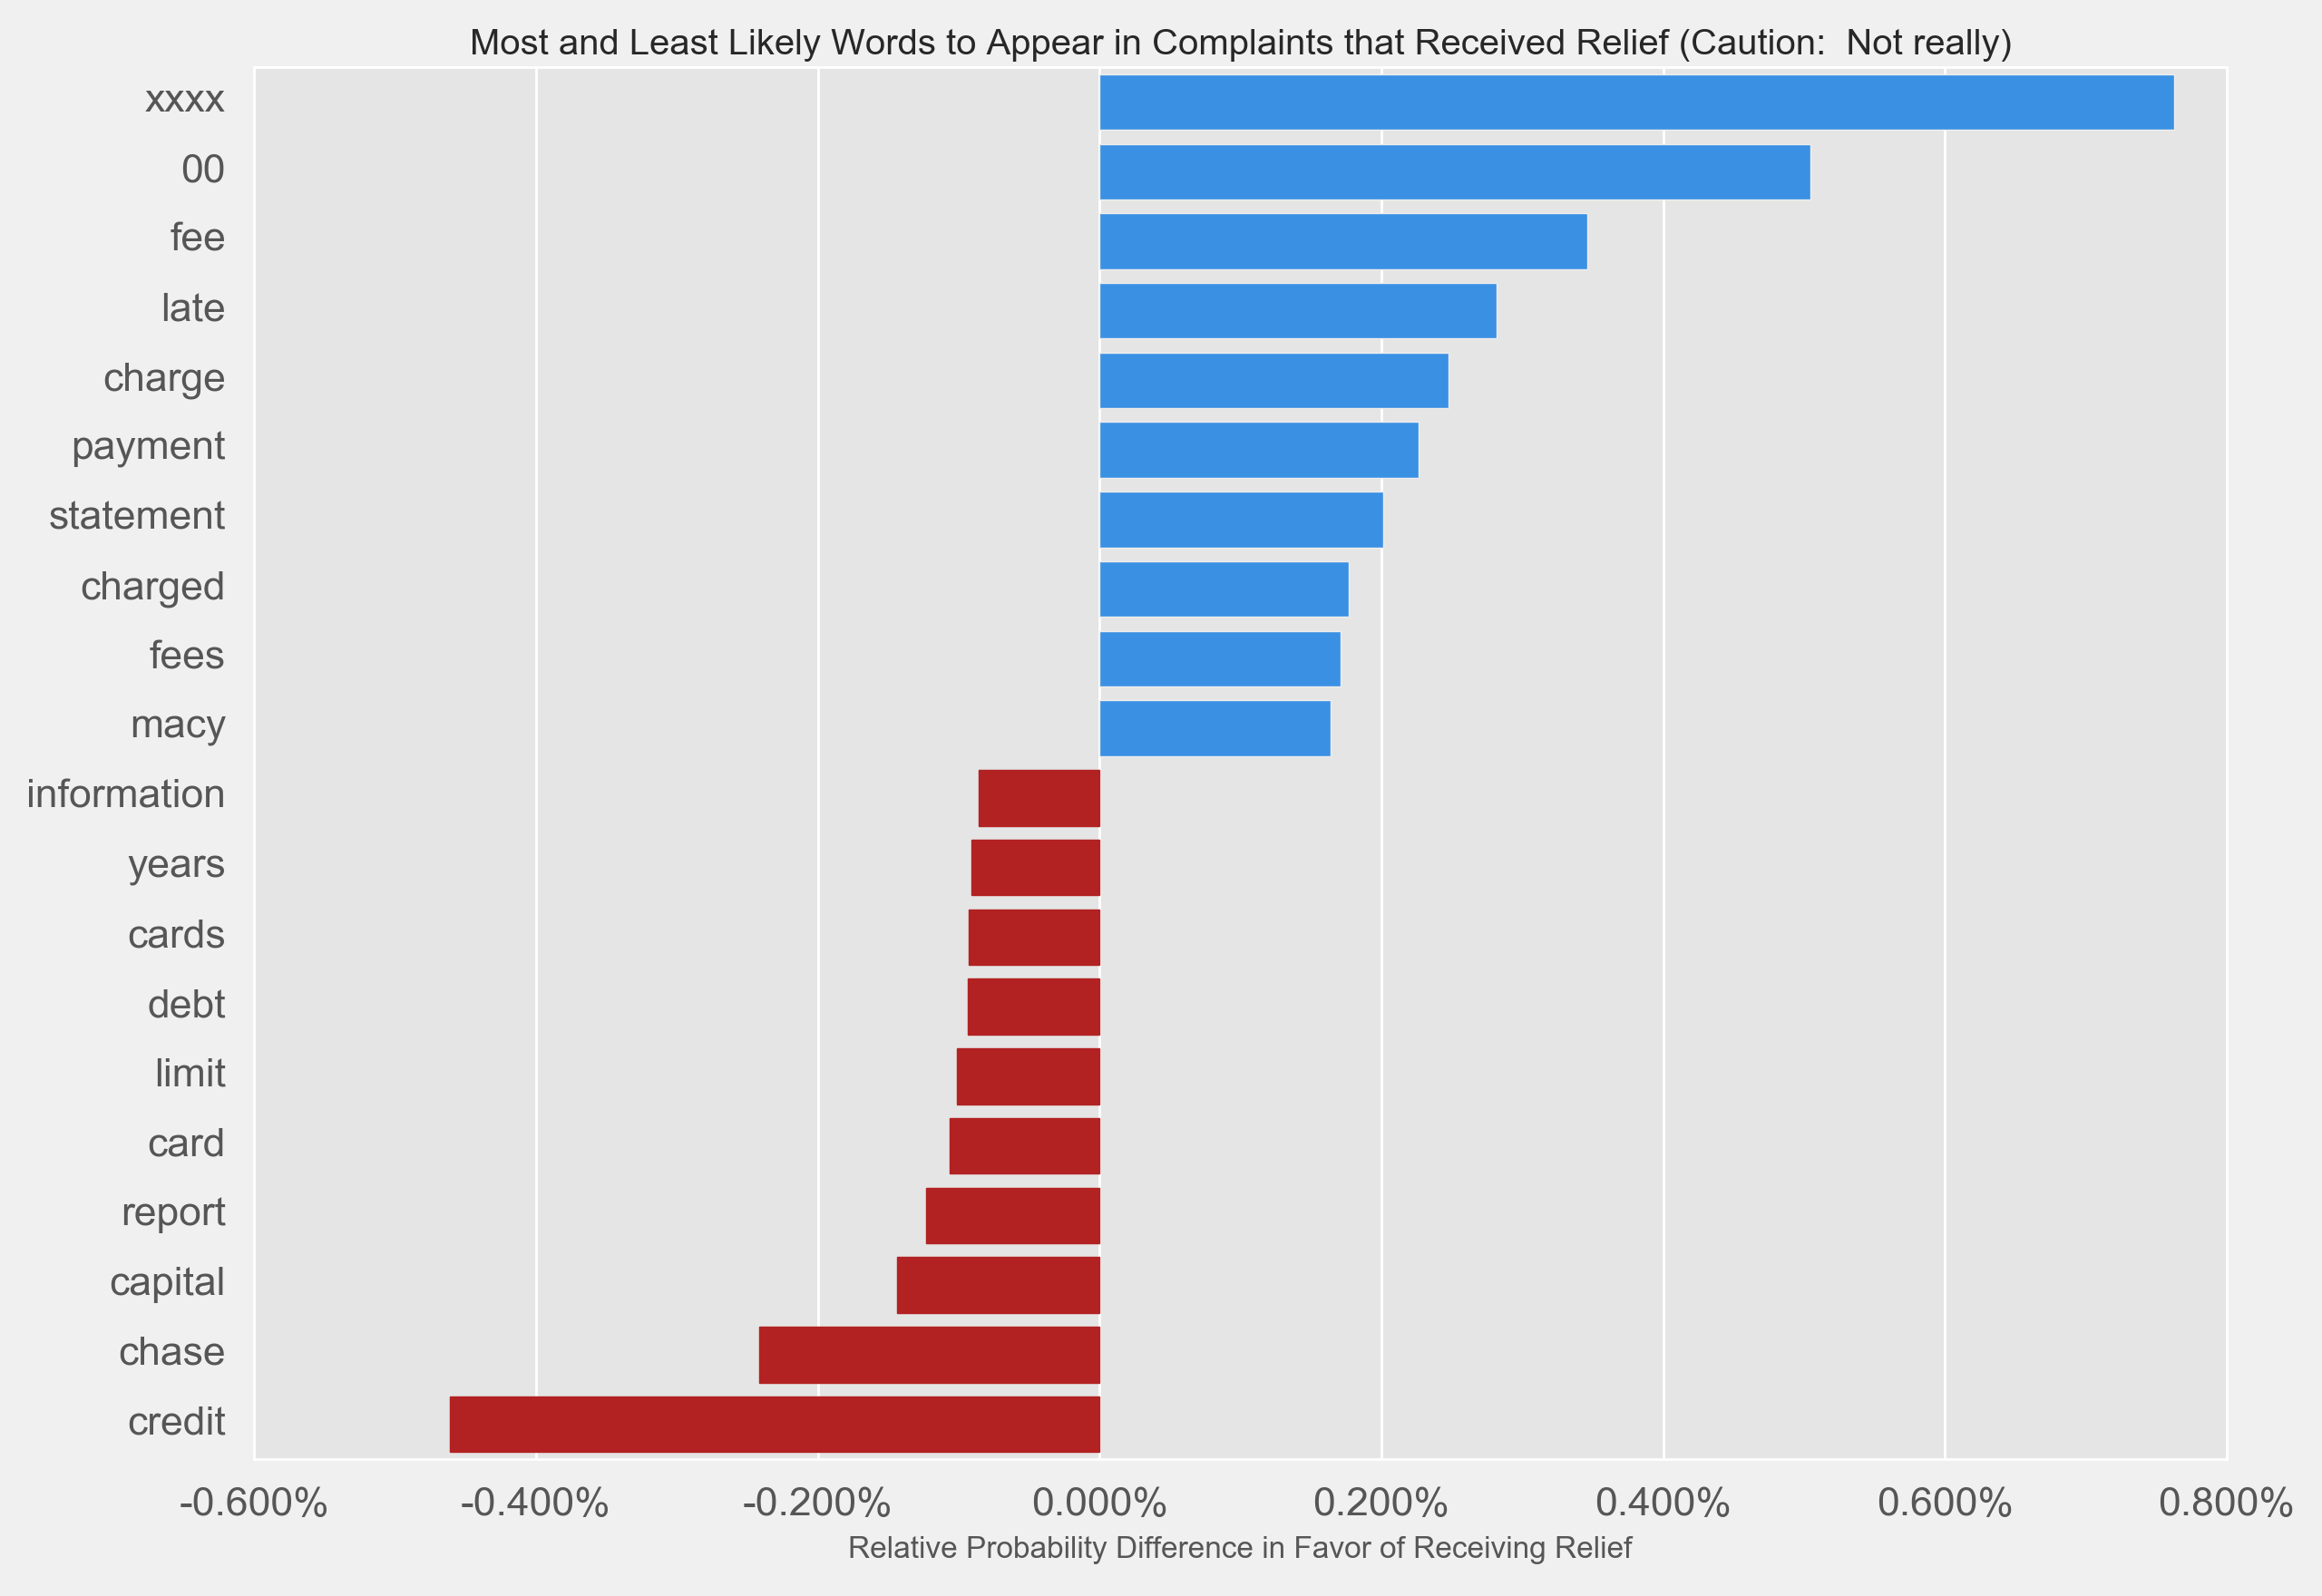 Most and Least Likely Words to Appear in Complaints that Received Relief (Caution:  Not really)
xxxx
00
fee
late
charge
payment
statement
charged
fees
macy
information
years
cards
debt
limit
card
report
capital
chase
credit
-0.600% -0.400% -0.200% 0.000% 0.200% 0.400% 0.600% 0.800%
Relative Probability Difference in Favor of Receiving Relief